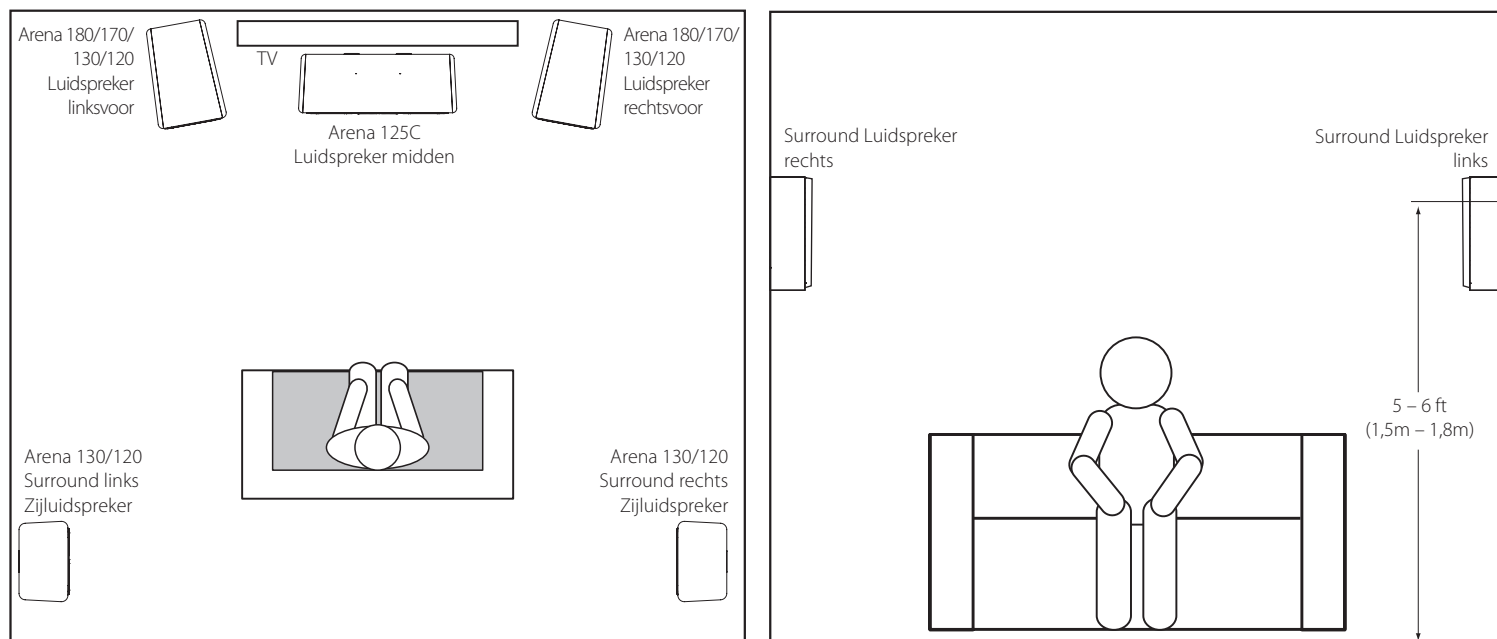 Arena 180/170/
130/120
Luidspreker
linksvoor
TV
Arena 125C
Luidspreker midden
Arena 180/170/
130/120
Luidspreker
rechtsvoor
Arena 130/120
Surround links
Zijluidspreker
Arena 130/120
Surround rechts
Zijluidspreker
Surround Luidspreker
rechts
Surround Luidspreker
links
5 – 6 ft
(1,5m – 1,8m)